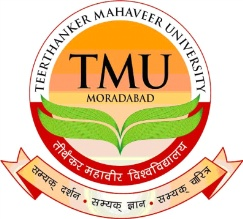 TEERTHANKER MAHAVEER UNIVERSITY
TMU
MORADABAD
तीर्थंकर महावीर विश्वविद्यालय
सम्यक् दर्शन • सम्यक् ज्ञान • सम्यक् चरित्र